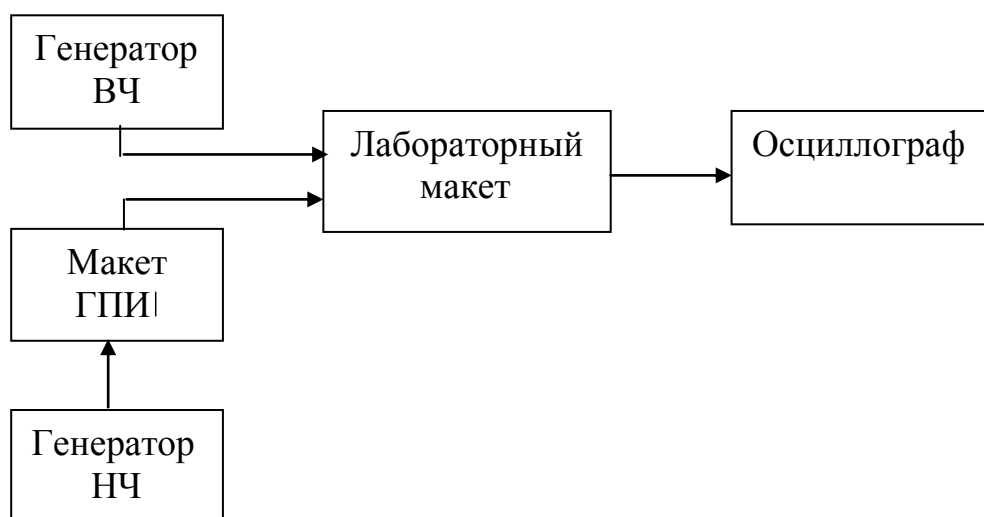 Генератор
ВЧ
Лабораторный
макет
Осциллограф
Макет
ГПИ
Генератор
НЧ